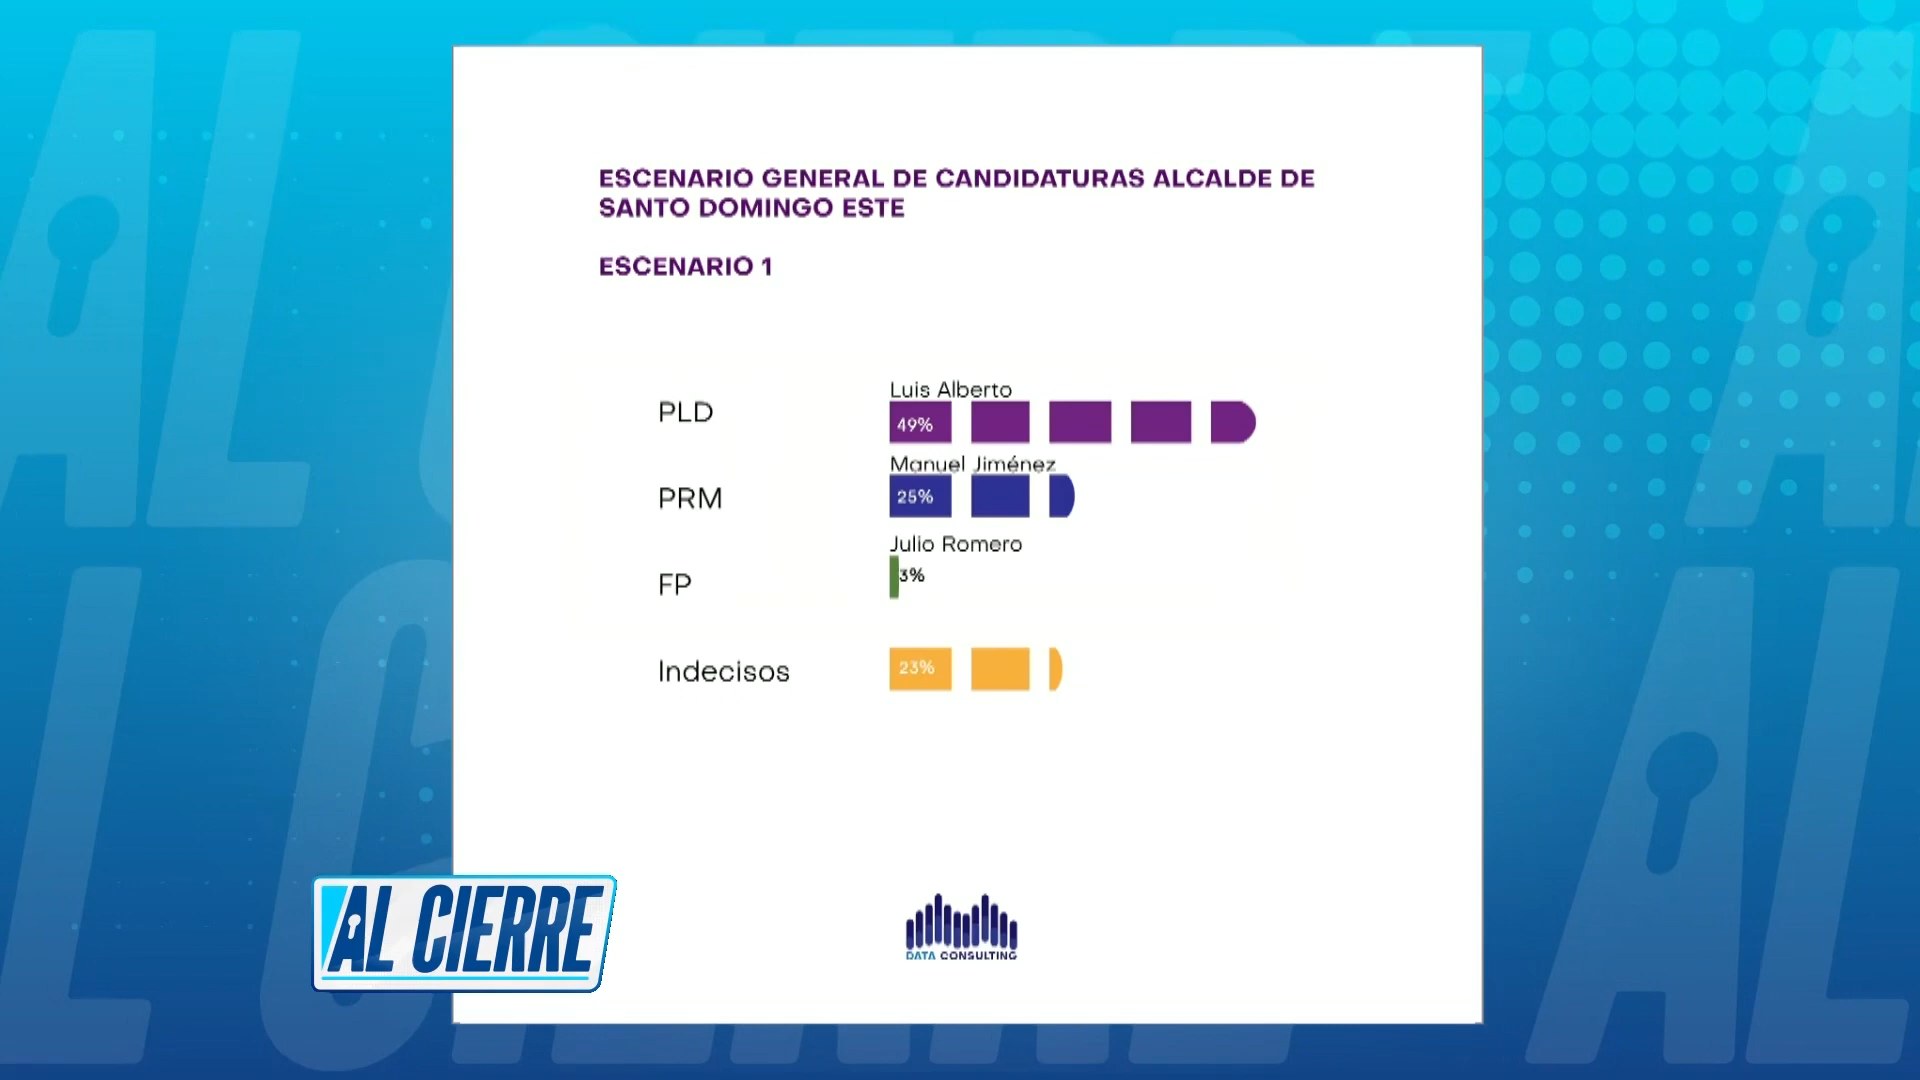 ESCENARIO GENERAL DE CANDIDATURAS ALCALDE DE
SANTO DOMINGO ESTE
ESCENARIO 1
PLD
Luis Alberto
49%
PRM
Manuel Jiménez
25%
FP
Julio Romero
3%
Indecisos
23%
AL CIERRE
DATA CONSULTING